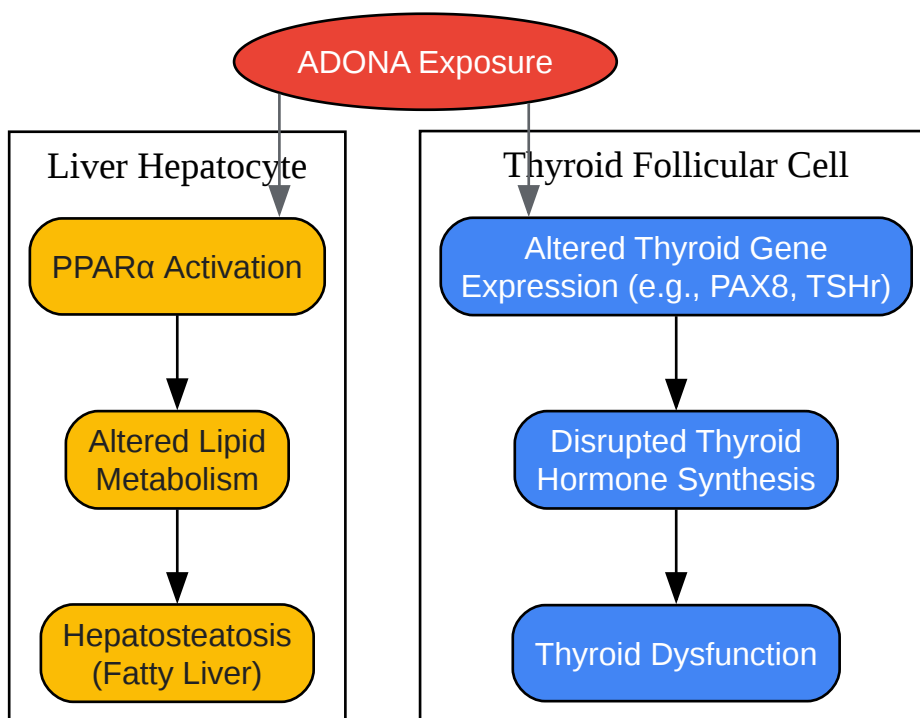 ADONA Exposure
Liver Hepatocyte
PPARα Activation
Altered Lipid
Metabolism
Hepatosteatosis
(Fatty Liver)
Thyroid Follicular Cell
Altered Thyroid Gene
Expression (e.g., PAX8, TSHr)
Disrupted Thyroid
Hormone Synthesis
Thyroid Dysfunction